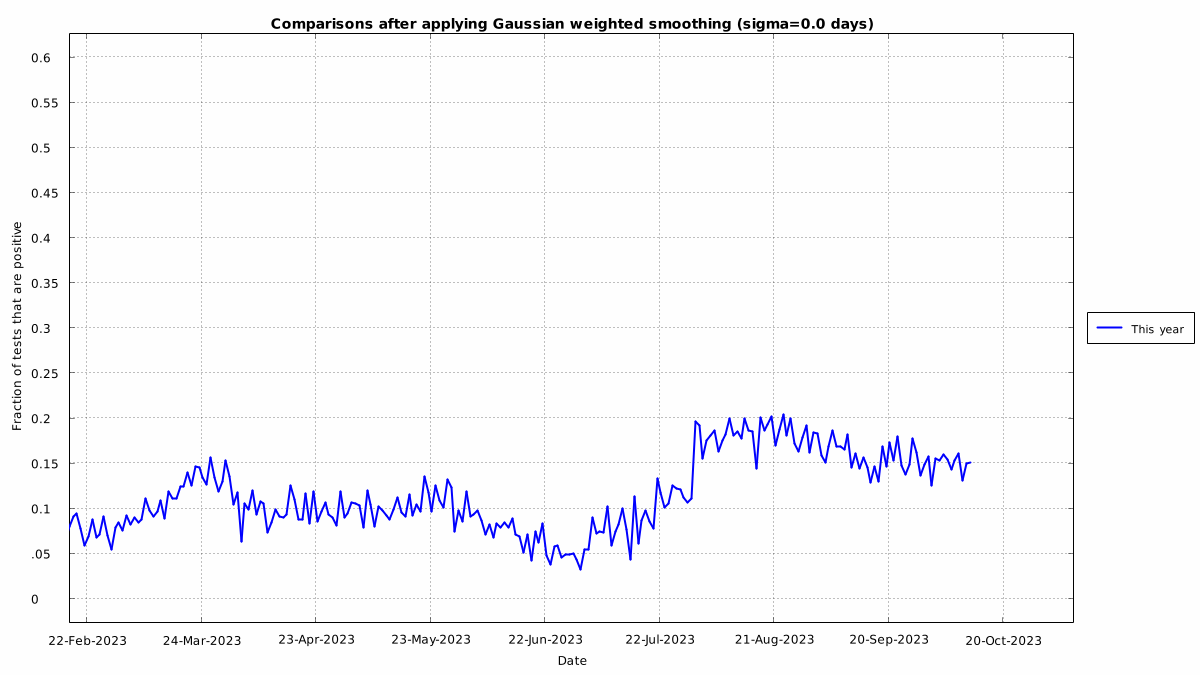 Comparisons after applying Gaussian weighted smoothing (sigma=0.0 days)
0.6
0.55
0.5
0.45
0.4
0.35
0.3
0.25
0.2
0.15
0.1
.05
0
Fraction of tests that are positive
This year
22-Feb-2023 24-Mar-2023 23-Apr-2023 23-May-2023 22-Jun-2023 22-Jul-2023 21-Aug-2023 20-Sep-2023 20-Oct-2023
Date